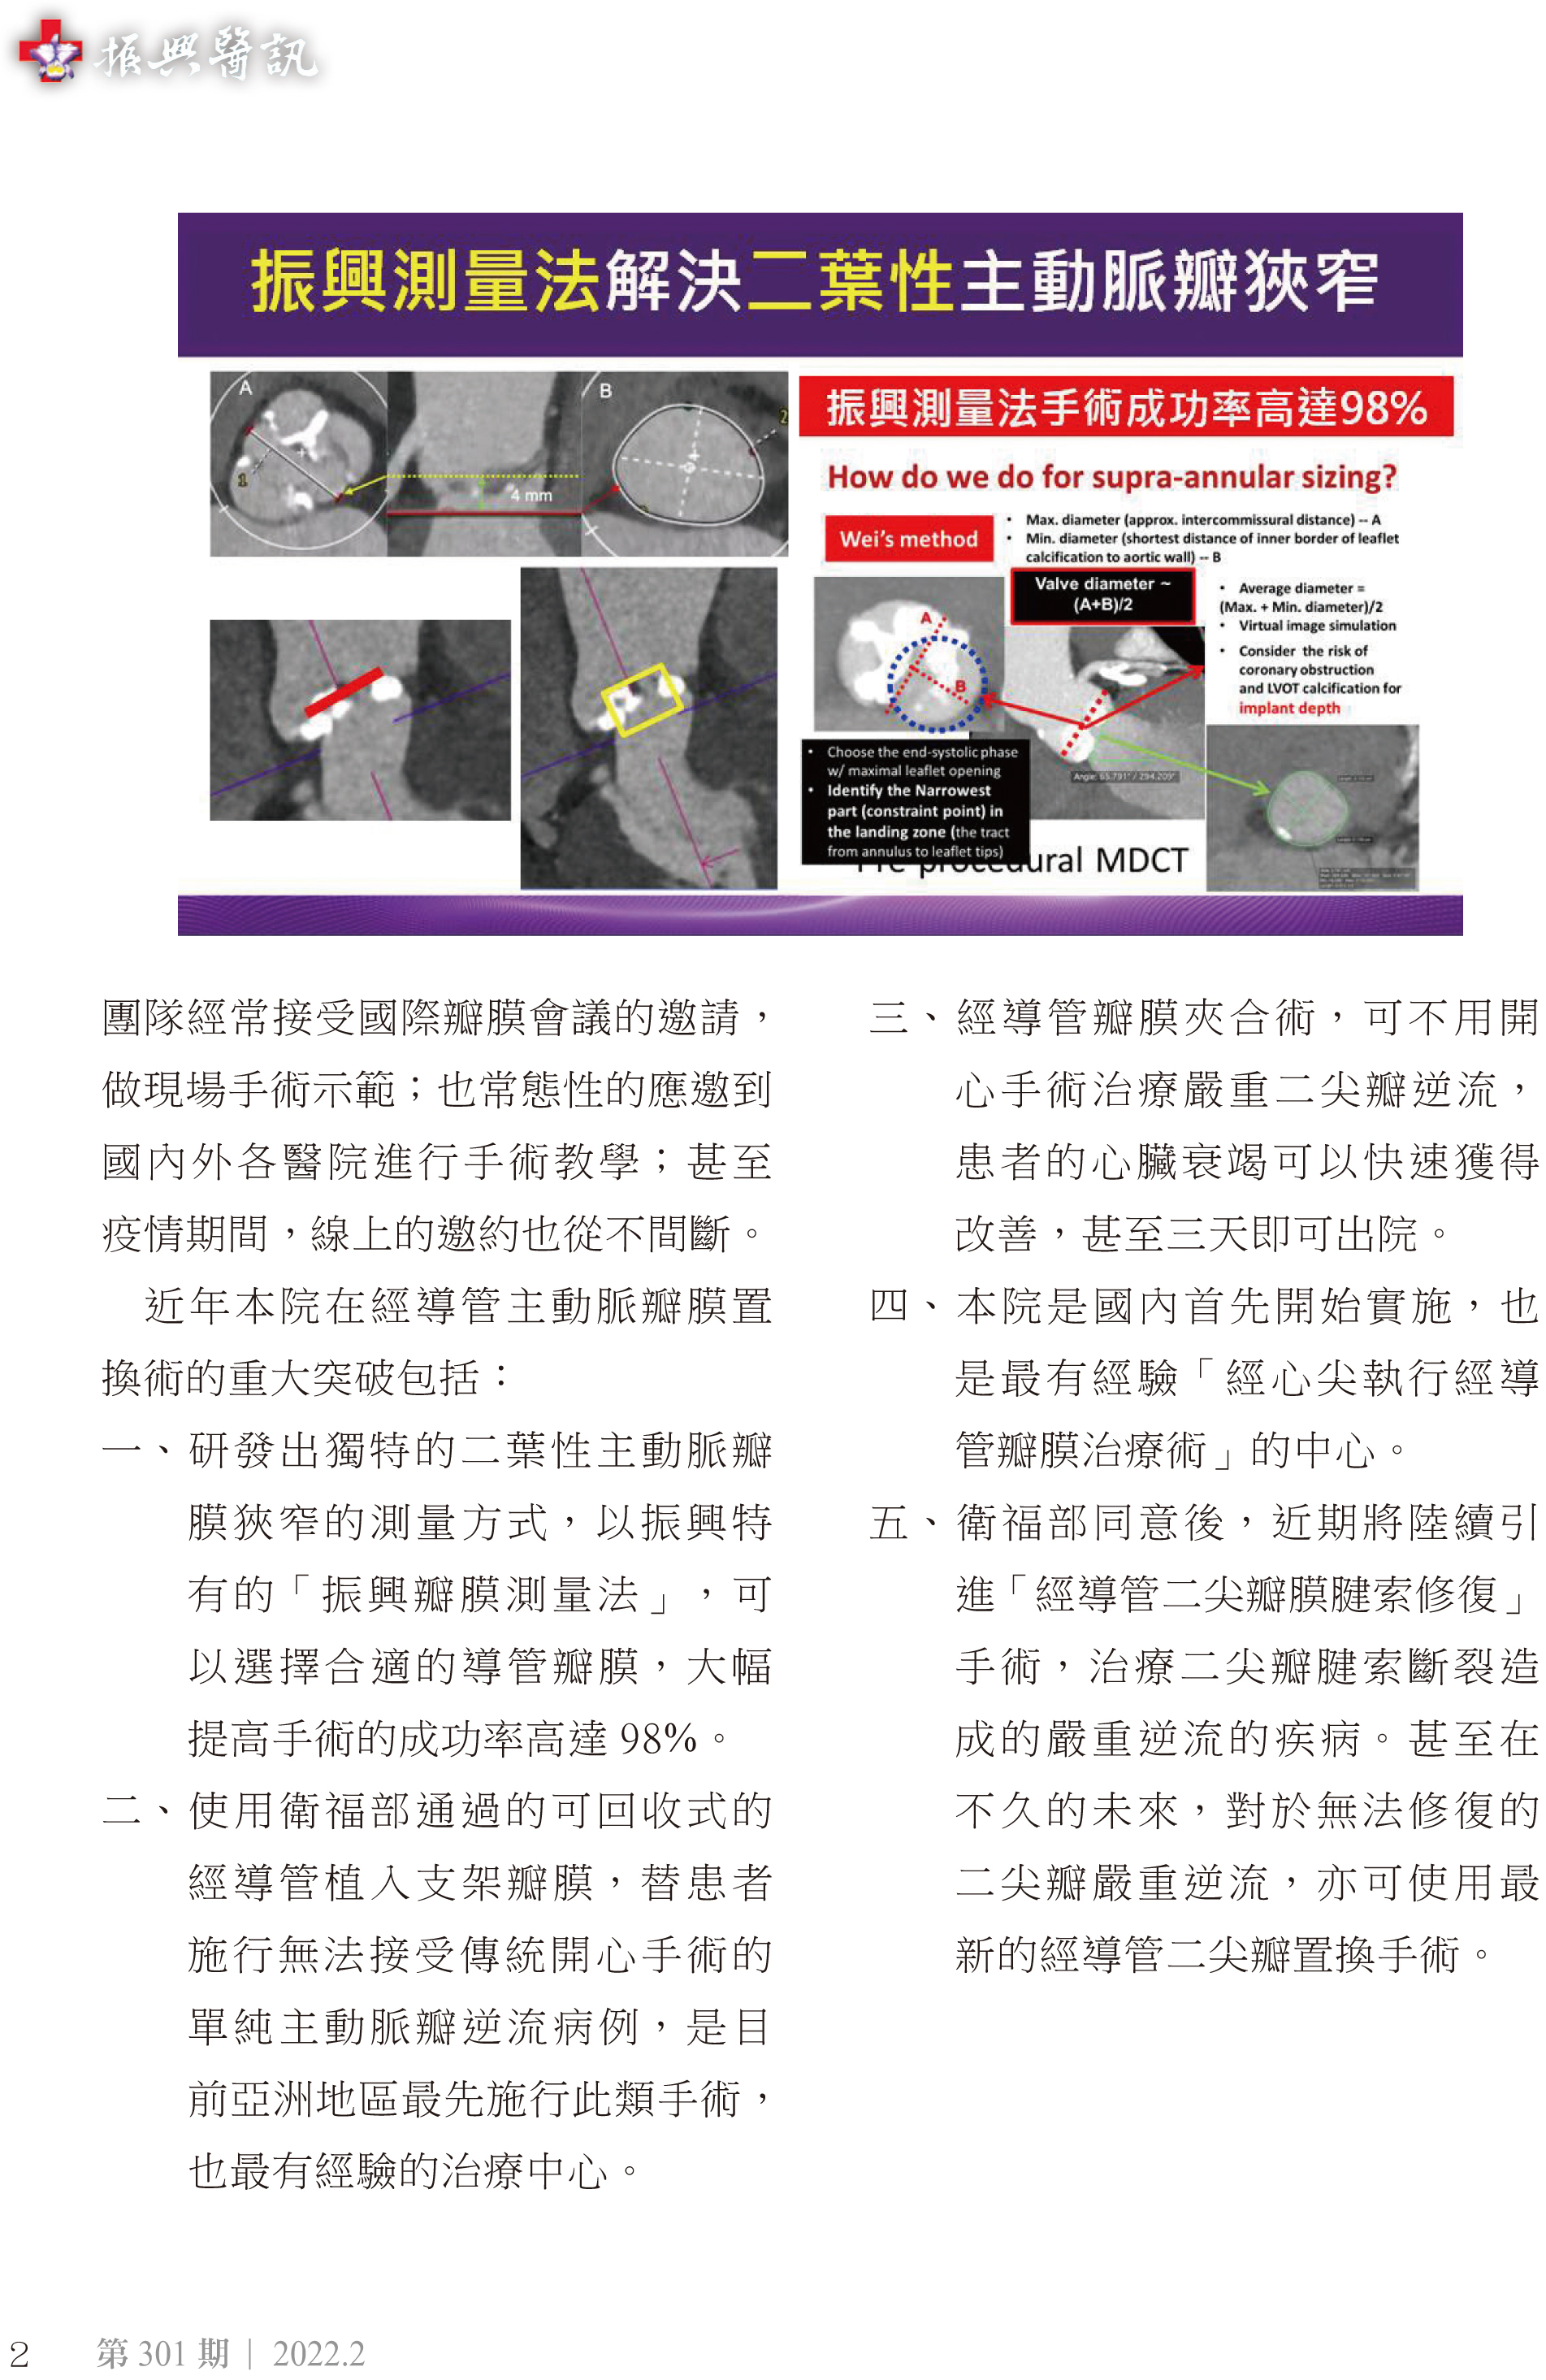 振興醫訊
振興測量法解決二葉性主動脈瓣狹窄
A
1
4 mm
B
2
振興測量法手術成功率高達98%
How do we do for supra-annular sizing?
Wei's method
• Max. diameter (approx. intercommissural distance) -- A
• Min. diameter (shortest distance of inner border of leaflet
calcification to aortic wall) -- B
Valve diameter ~
(A+B)/2
• Average diameter =
(Max. + Min. diameter)/2
• Virtual image simulation
• Consider the risk of
coronary obstruction
and LVOT calcification for
implant depth
A
B
Angle: 65.791° / 294.209°
• Choose the end-systolic phase
w/ maximal leaflet opening
• Identify the Narrowest
part (constraint point) in
the landing zone (the tract
from annulus to leaflet tips)
Pre procedural MDCT
團隊經常接受國際瓣膜會議的邀請，
做現場手術示範；也常態性的應邀到
國內外各醫院進行手術教學；甚至
疫情期間，線上的邀約也從不間斷。
近年本院在經導管主動脈瓣膜置
換術的重大突破包括：
一、研發出獨特的二葉性主動脈瓣
膜狹窄的測量方式，以振興特
有的「振興瓣膜測量法」，可
以選擇合適的導管瓣膜，大幅
提高手術的成功率高達 98%。
二、使用衛福部通過的可回收式的
經導管植入支架瓣膜，替患者
施行無法接受傳統開心手術的
單純主動脈瓣逆流病例，是目
前亞洲地區最先施行此類手術，
也最有經驗的治療中心。
三、經導管瓣膜夾合術，可不用開
心手術治療嚴重二尖瓣逆流，
患者的心臟衰竭可以快速獲得
改善，甚至三天即可出院。
四、本院是國內首先開始實施，也
是最有經驗「經心尖執行經導
管瓣膜治療術」的中心。
五、衛福部同意後，近期將陸續引
進「經導管二尖瓣膜腱索修復」
手術，治療二尖瓣腱索斷裂造
成的嚴重逆流的疾病。甚至在
不久的未來，對於無法修復的
二尖瓣嚴重逆流，亦可使用最
新的經導管二尖瓣置換手術。
2
第 301 期 | 2022.2